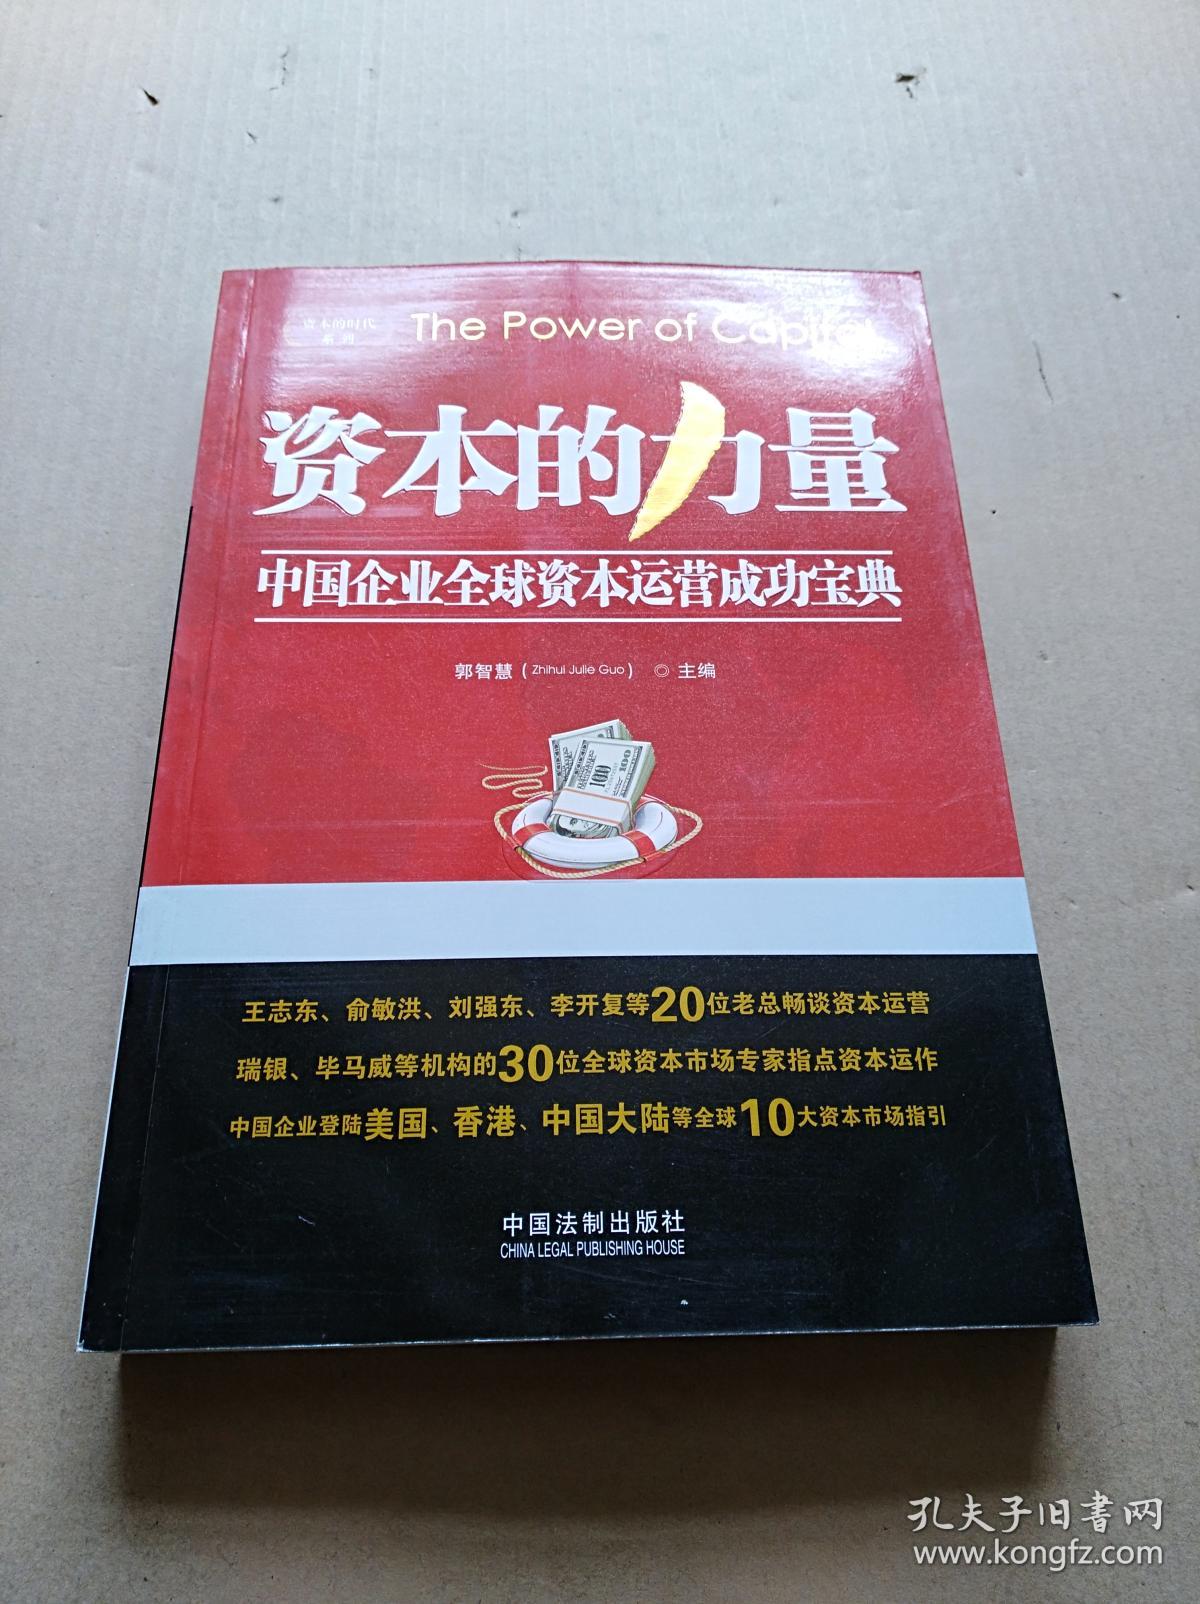 资本的时代
系列
The Power of Capital
资本的力量
中国企业全球资本运营成功宝典
郭智慧(Zhihui Julie Guo) ◎ 主编
100
100
王志东、俞敏洪、刘强东、李开复等20位老总畅谈资本运营
瑞银、毕马威等机构的30位全球资本市场专家指点资本运作
中国企业登陆美国、香港、中国大陆等全球10大资本市场指引
中国法制出版社
CHINA LEGAL PUBLISHING HOUSE
孔夫子旧书网
www.kongfz.com